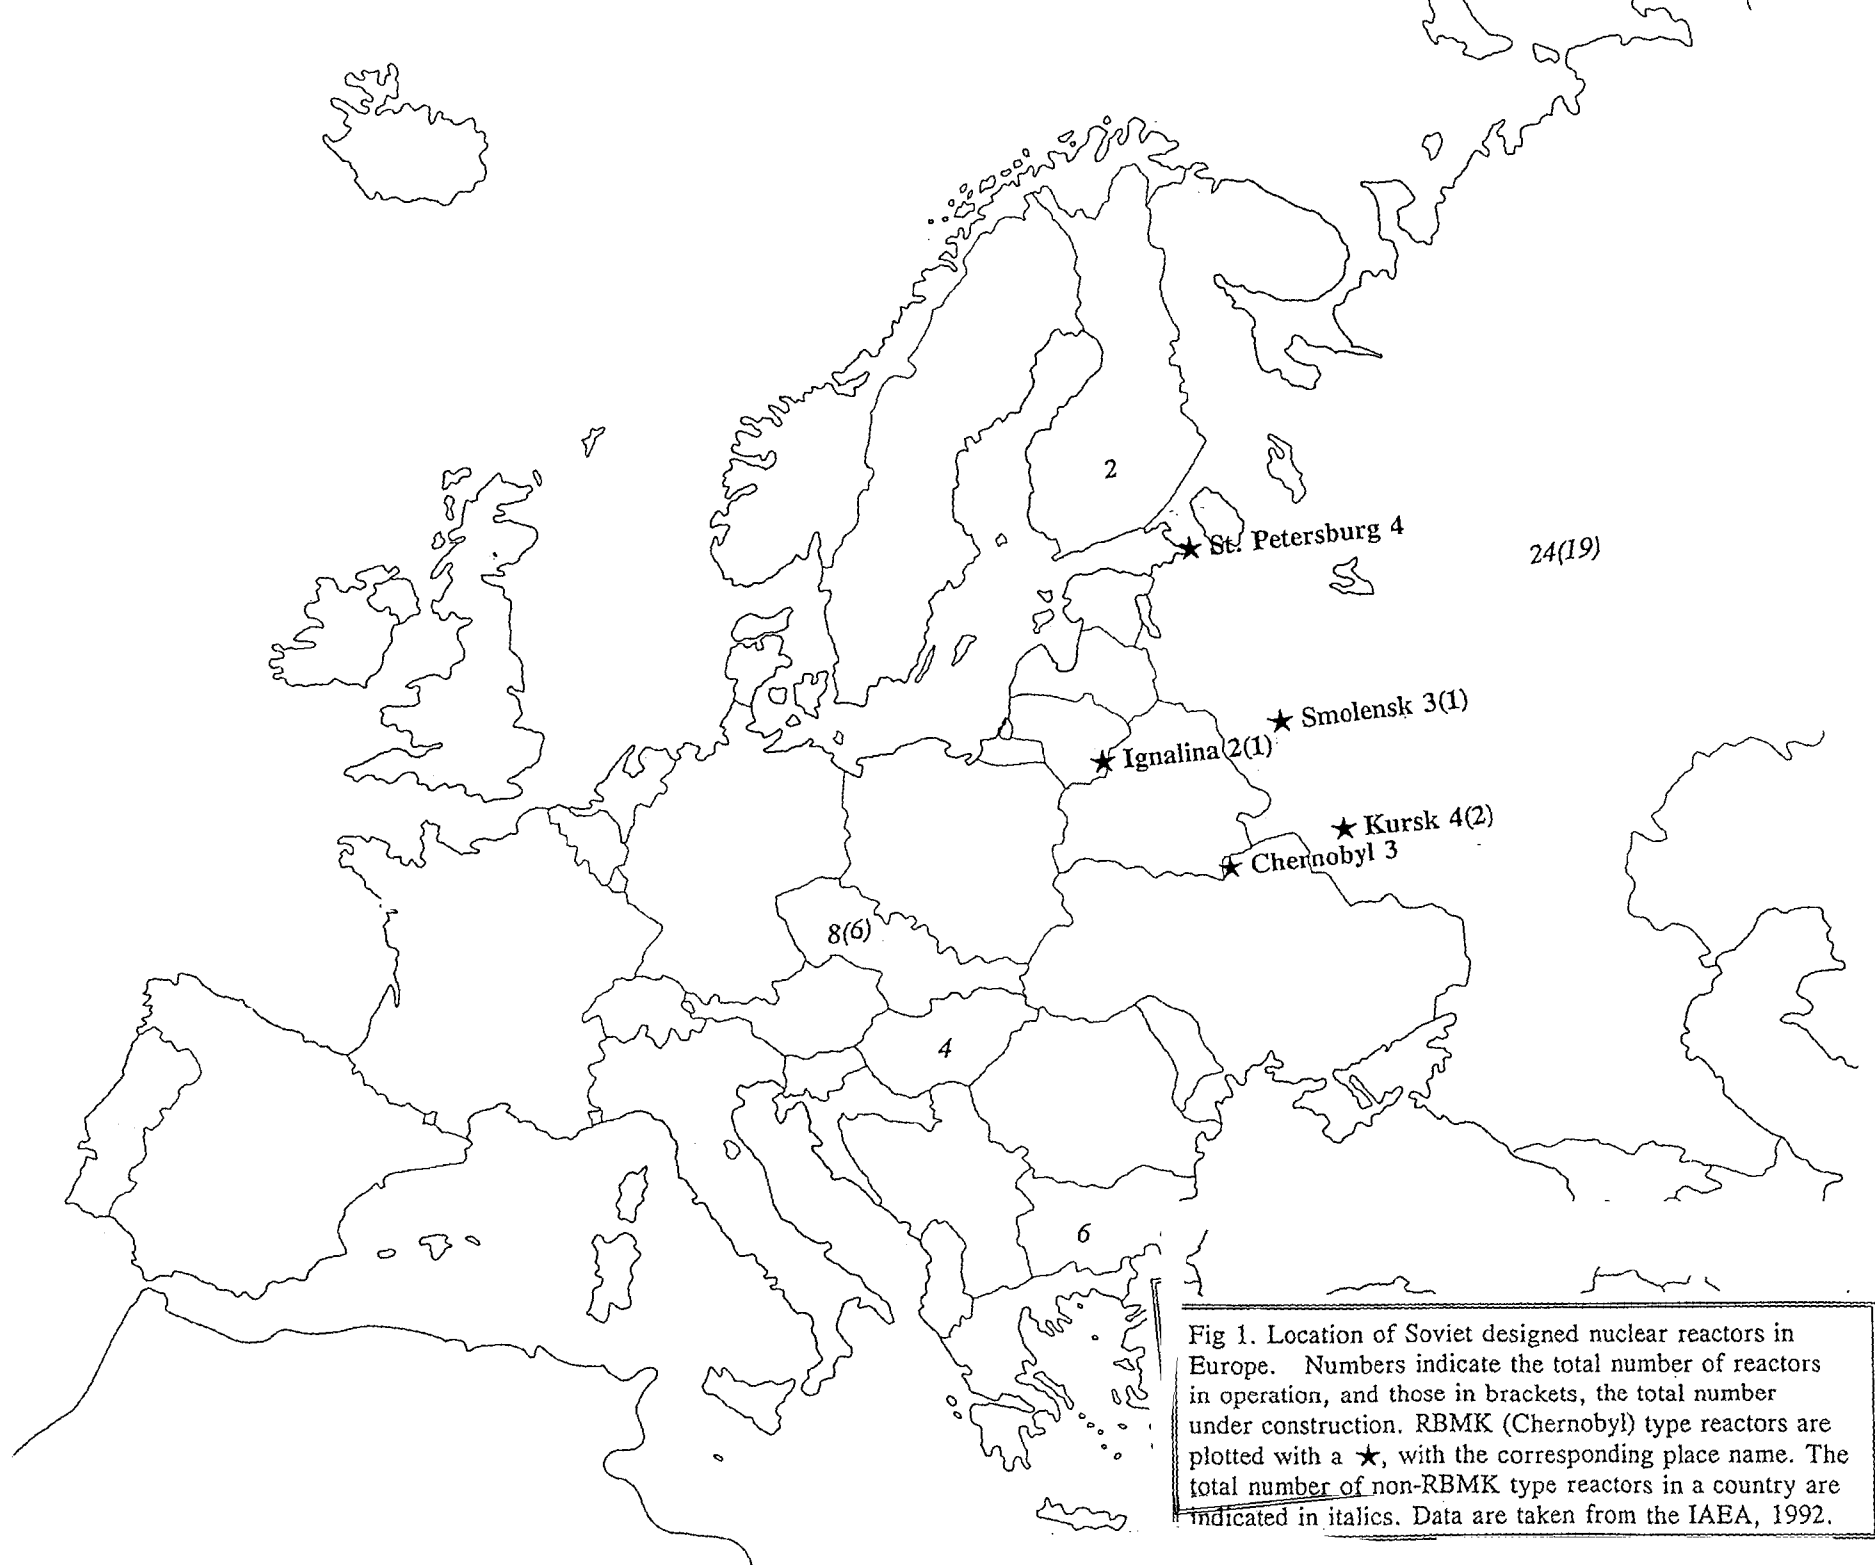 2
★ St. Petersburg 4
24(19)
★ Smolensk 3(1)
★ Ignalina 2(1)
★ Kursk 4(2)
★ Chernobyl 3
8(6)
4
6
Fig 1. Location of Soviet designed nuclear reactors in
Europe. Numbers indicate the total number of reactors
in operation, and those in brackets, the total number
under construction. RBMK (Chernobyl) type reactors are
plotted with a ★, with the corresponding place name. The
total number of non-RBMK type reactors in a country are
indicated in italics. Data are taken from the IAEA, 1992.